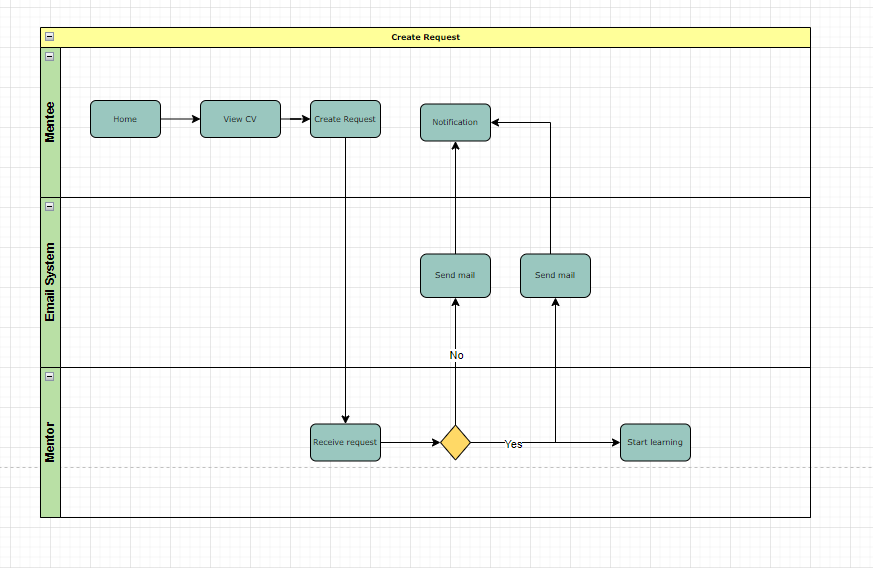 Create Request
Mentee
Home
View CV
Create Request
Notification
Email System
Send mail
Send mail
No
Mentor
Receive request
Yes
Start learning